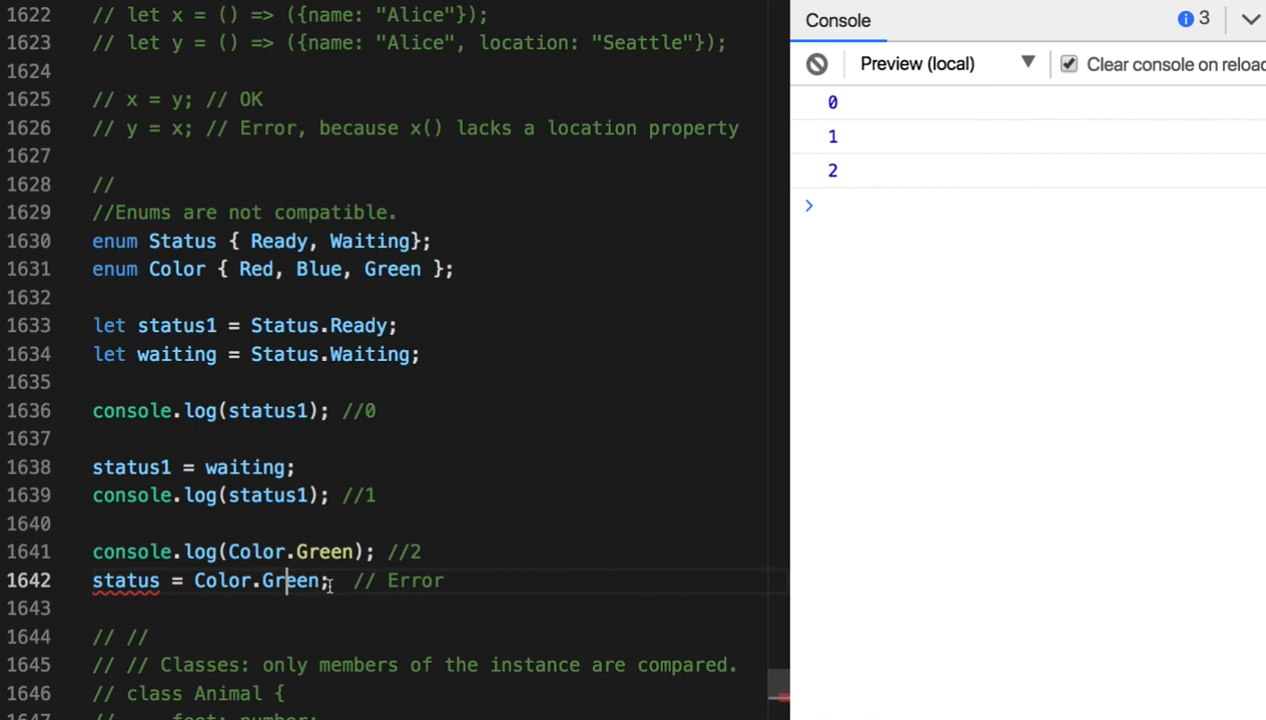 1622 // let x = () => ({name: "Alice"});
1623 // let y = () => ({name: "Alice", location: "Seattle"});
1624
1625 // x = y; // OK
1626 // y = x; // Error, because x() lacks a location property
1627
1628 //
1629 //Enums are not compatible.
1630 enum Status { Ready, Waiting};
1631 enum Color { Red, Blue, Green };
1632
1633 let status1 = Status.Ready;
1634 let waiting = Status.Waiting;
1635
1636 console.log(status1); //0
1637
1638 status1 = waiting;
1639 console.log(status1); //1
1640
1641 console.log(Color.Green); //2
1642 status = Color.Green; // Error
1643
1644 // //
1645 // // Classes: only members of the instance are compared.
1646 // class Animal {
1647 // feet: number;
Console 3
Preview (local) Clear console on reload
0
1
2